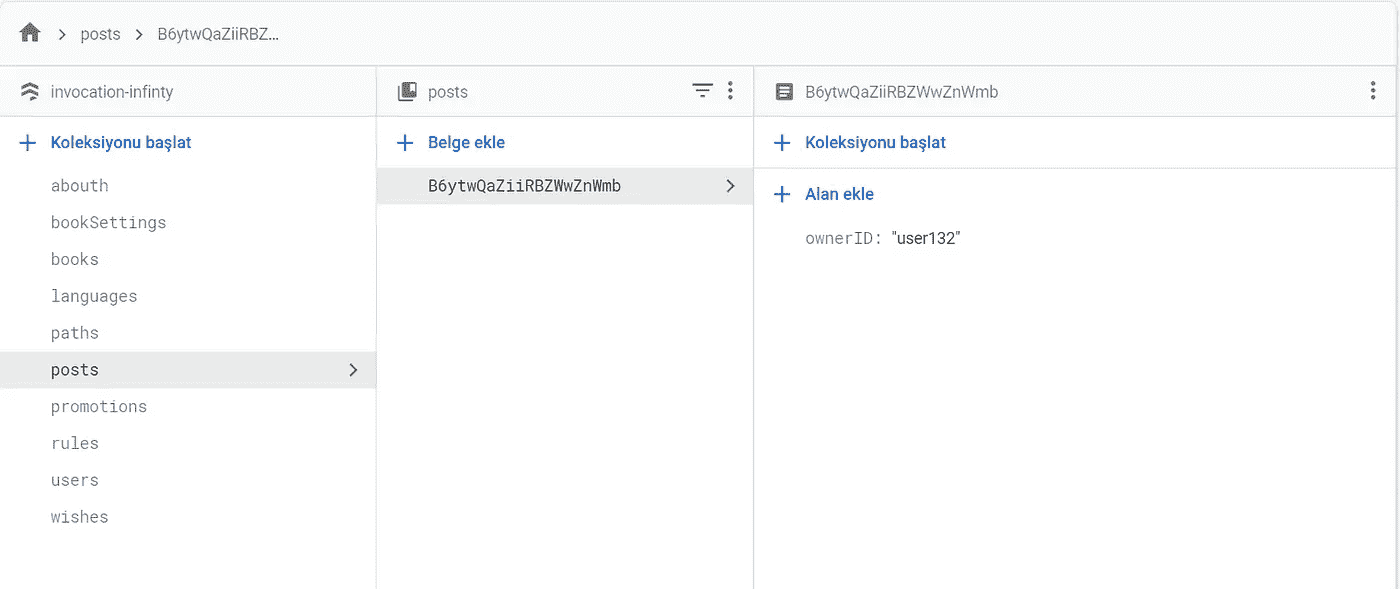 posts
B6ytwQaZiiRBZ...
invocation-infinty
Koleksiyonu başlat
abouth
bookSettings
books
languages
paths
posts
promotions
rules
users
wishes
posts
Belge ekle
B6ytwQaZiiRBZWwZnWmb
B6ytwQaZiiRBZWwZnWmb
Koleksiyonu başlat
Alan ekle
ownerID: "user132"